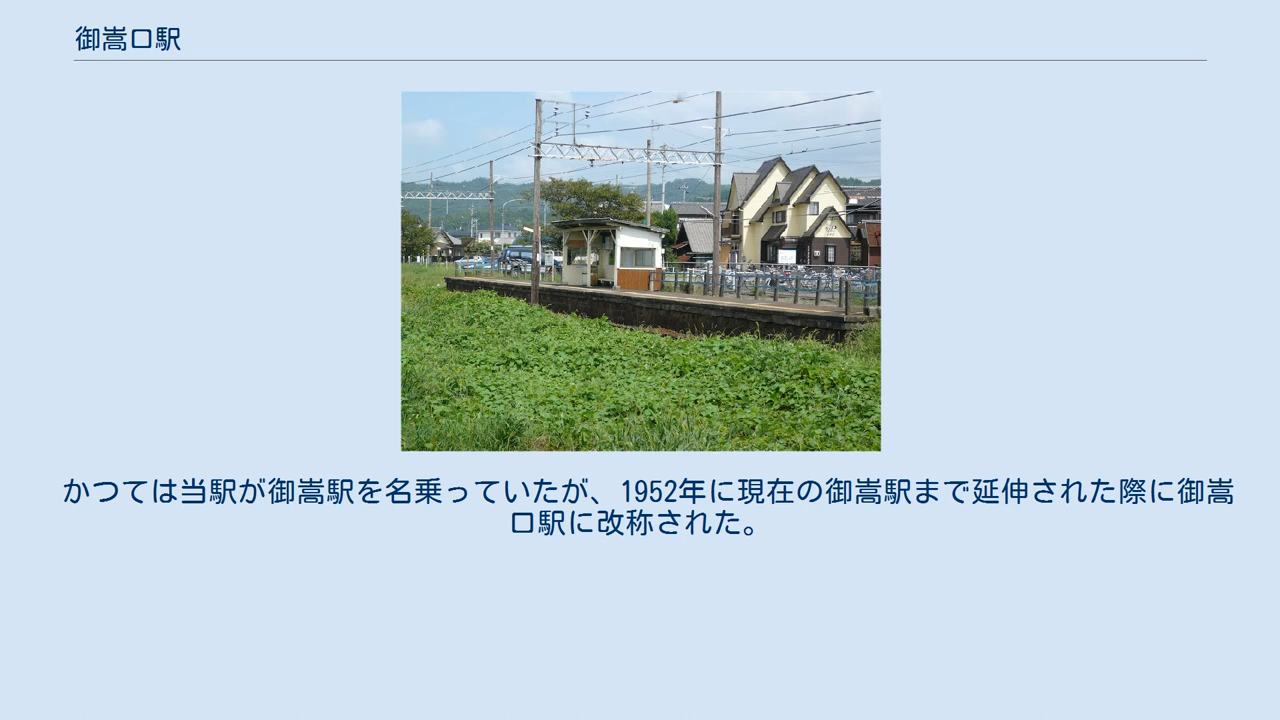 御嵩口駅
かつては当駅が御嵩駅を名乗っていたが、1952年に現在の御嵩駅まで延伸された際に御嵩
口駅に改称された。